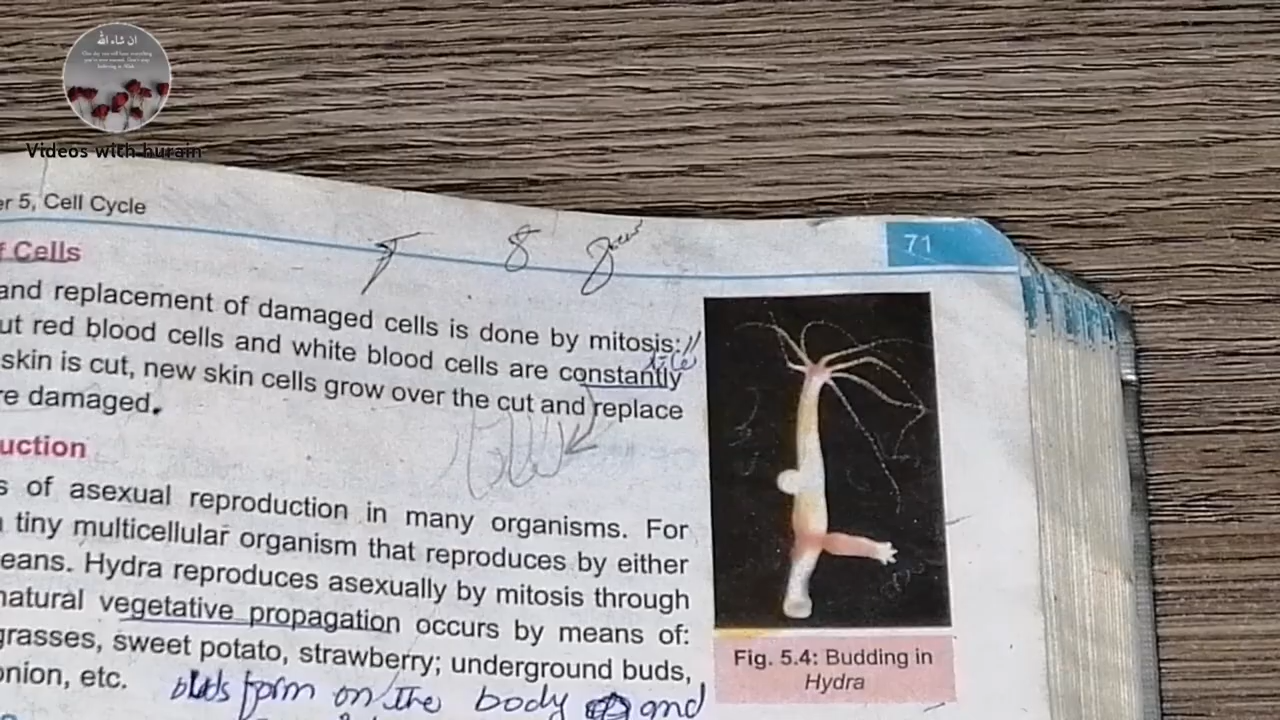 ان شاء الله
Videos with hurain
er 5, Cell Cycle
71
f Cells
and replacement of damaged cells is done by mitosis:
ut red blood cells and white blood cells are constantly
skin is cut, new skin cells grow over the cut and replace
re damaged.
uction
s of asexual reproduction in many organisms. For
tiny multicellular organism that reproduces by either
eans. Hydra reproduces asexually by mitosis through
natural vegetative propagation occurs by means of:
grasses, sweet potato, strawberry; underground buds,
onion, etc.
buds form on the body and
Fig. 5.4: Budding in
Hydra